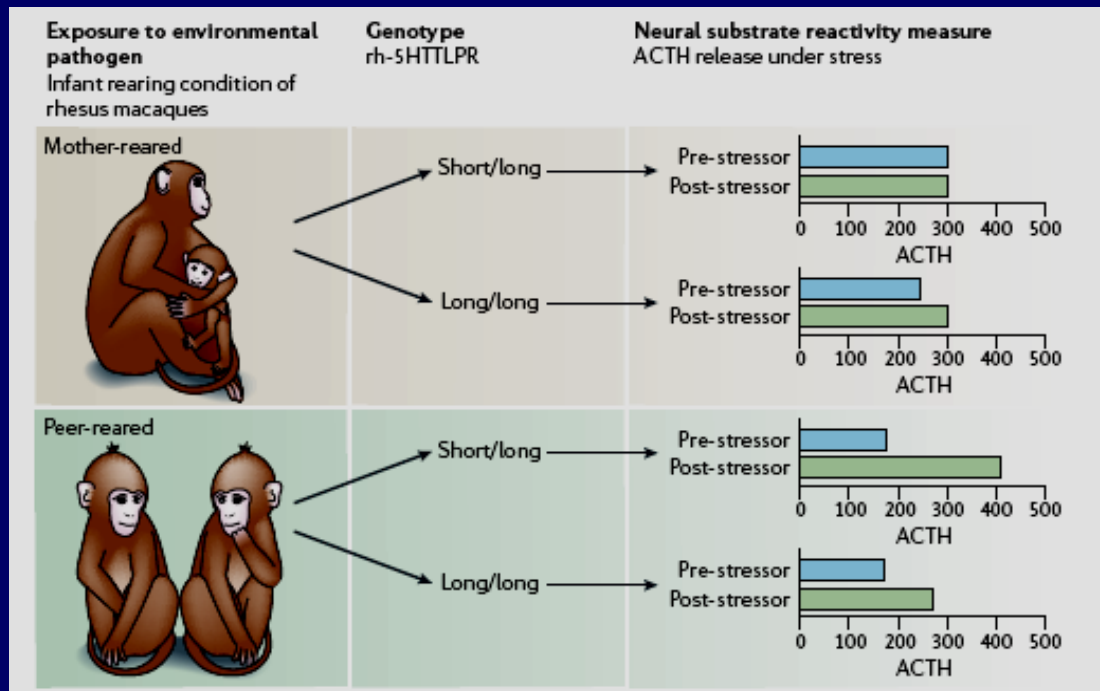 Exposure to environmental
pathogen
Infant rearing condition of
rhesus macaques
Genotype
rh-5HTTLPR
Neural substrate reactivity measure
ACTH release under stress
Mother-reared
Short/long
Pre-stressor
Post-stressor
0 100 200 300 400 500
ACTH
Long/long
Pre-stressor
Post-stressor
0 100 200 300 400 500
ACTH
Peer-reared
Short/long
Pre-stressor
Post-stressor
0 100 200 300 400 500
ACTH
Long/long
Pre-stressor
Post-stressor
0 100 200 300 400 500
ACTH